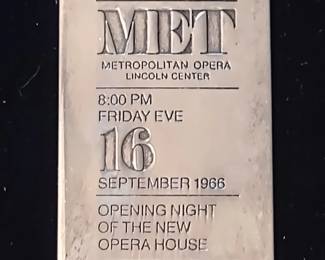 MET
METROPOLITAN OPERA
LINCOLN CENTER
8:00 PM
FRIDAY EVE
16
SEPTEMBER 1966
OPENING NIGHT
OF THE NEW
OPERA HOUSE